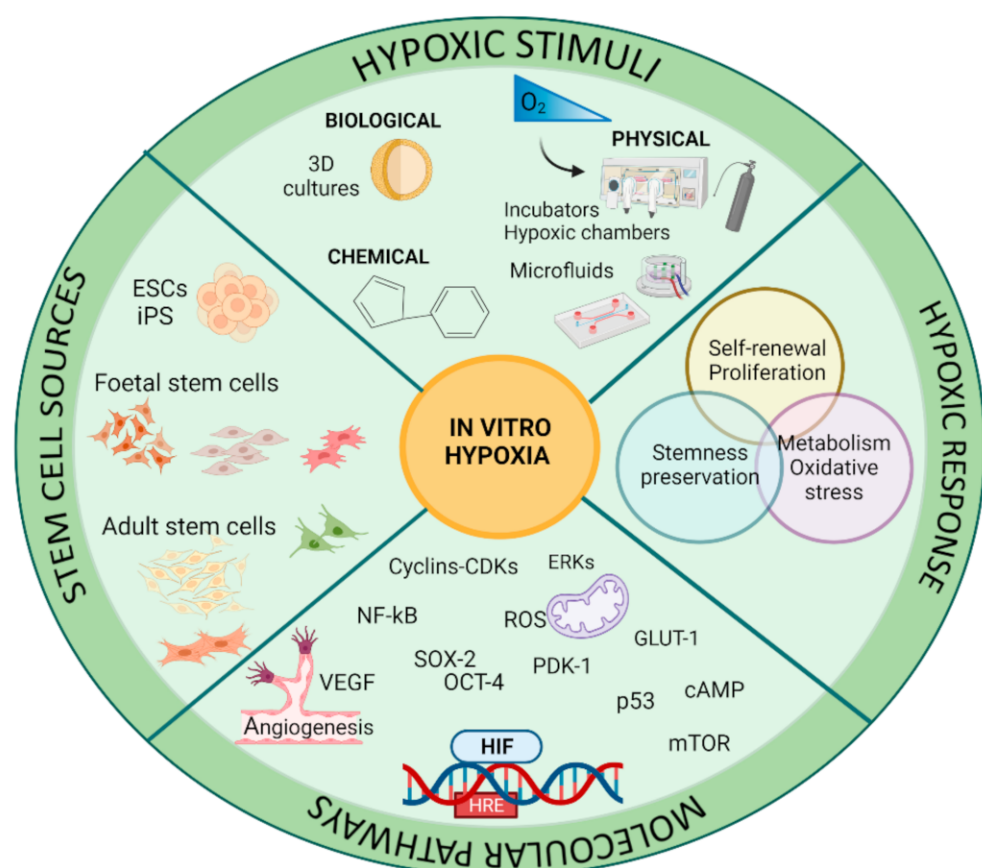 HYPOXIC STIMULI
BIOLOGICAL
3D
cultures
O₂
PHYSICAL
Incubators
Hypoxic chambers
CHEMICAL
Microfluids
STEM CELL SOURCES
ESCs
iPS
Foetal stem cells
Adult stem cells
IN VITRO
HYPOXIA
HYPOXIC RESPONSE
Self-renewal
Proliferation
Stemness
preservation
Metabolism
Oxidative
stress
Cyclins-CDKs
ERKs
NF-kB
ROS
GLUT-1
SOX-2
OCT-4
PDK-1
VEGF
p53
cAMP
Angiogenesis
mTOR
HIF
HRE
MOLECOULAR PATHWAYS